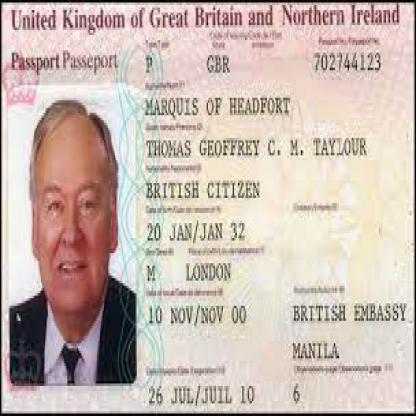 United Kingdom of Great Britain and Northern Ireland
Passport Passeport
P GBR 702744123
MARQUIS OF HEADFORT
THOMAS GEOFFREY C. M. TAYLOUR
BRITISH CITIZEN
20 JAN/JAN 32
M LONDON
10 NOV/NOV 00 BRITISH EMBASSY
MANILA
26 JUL/JUIL 10 6